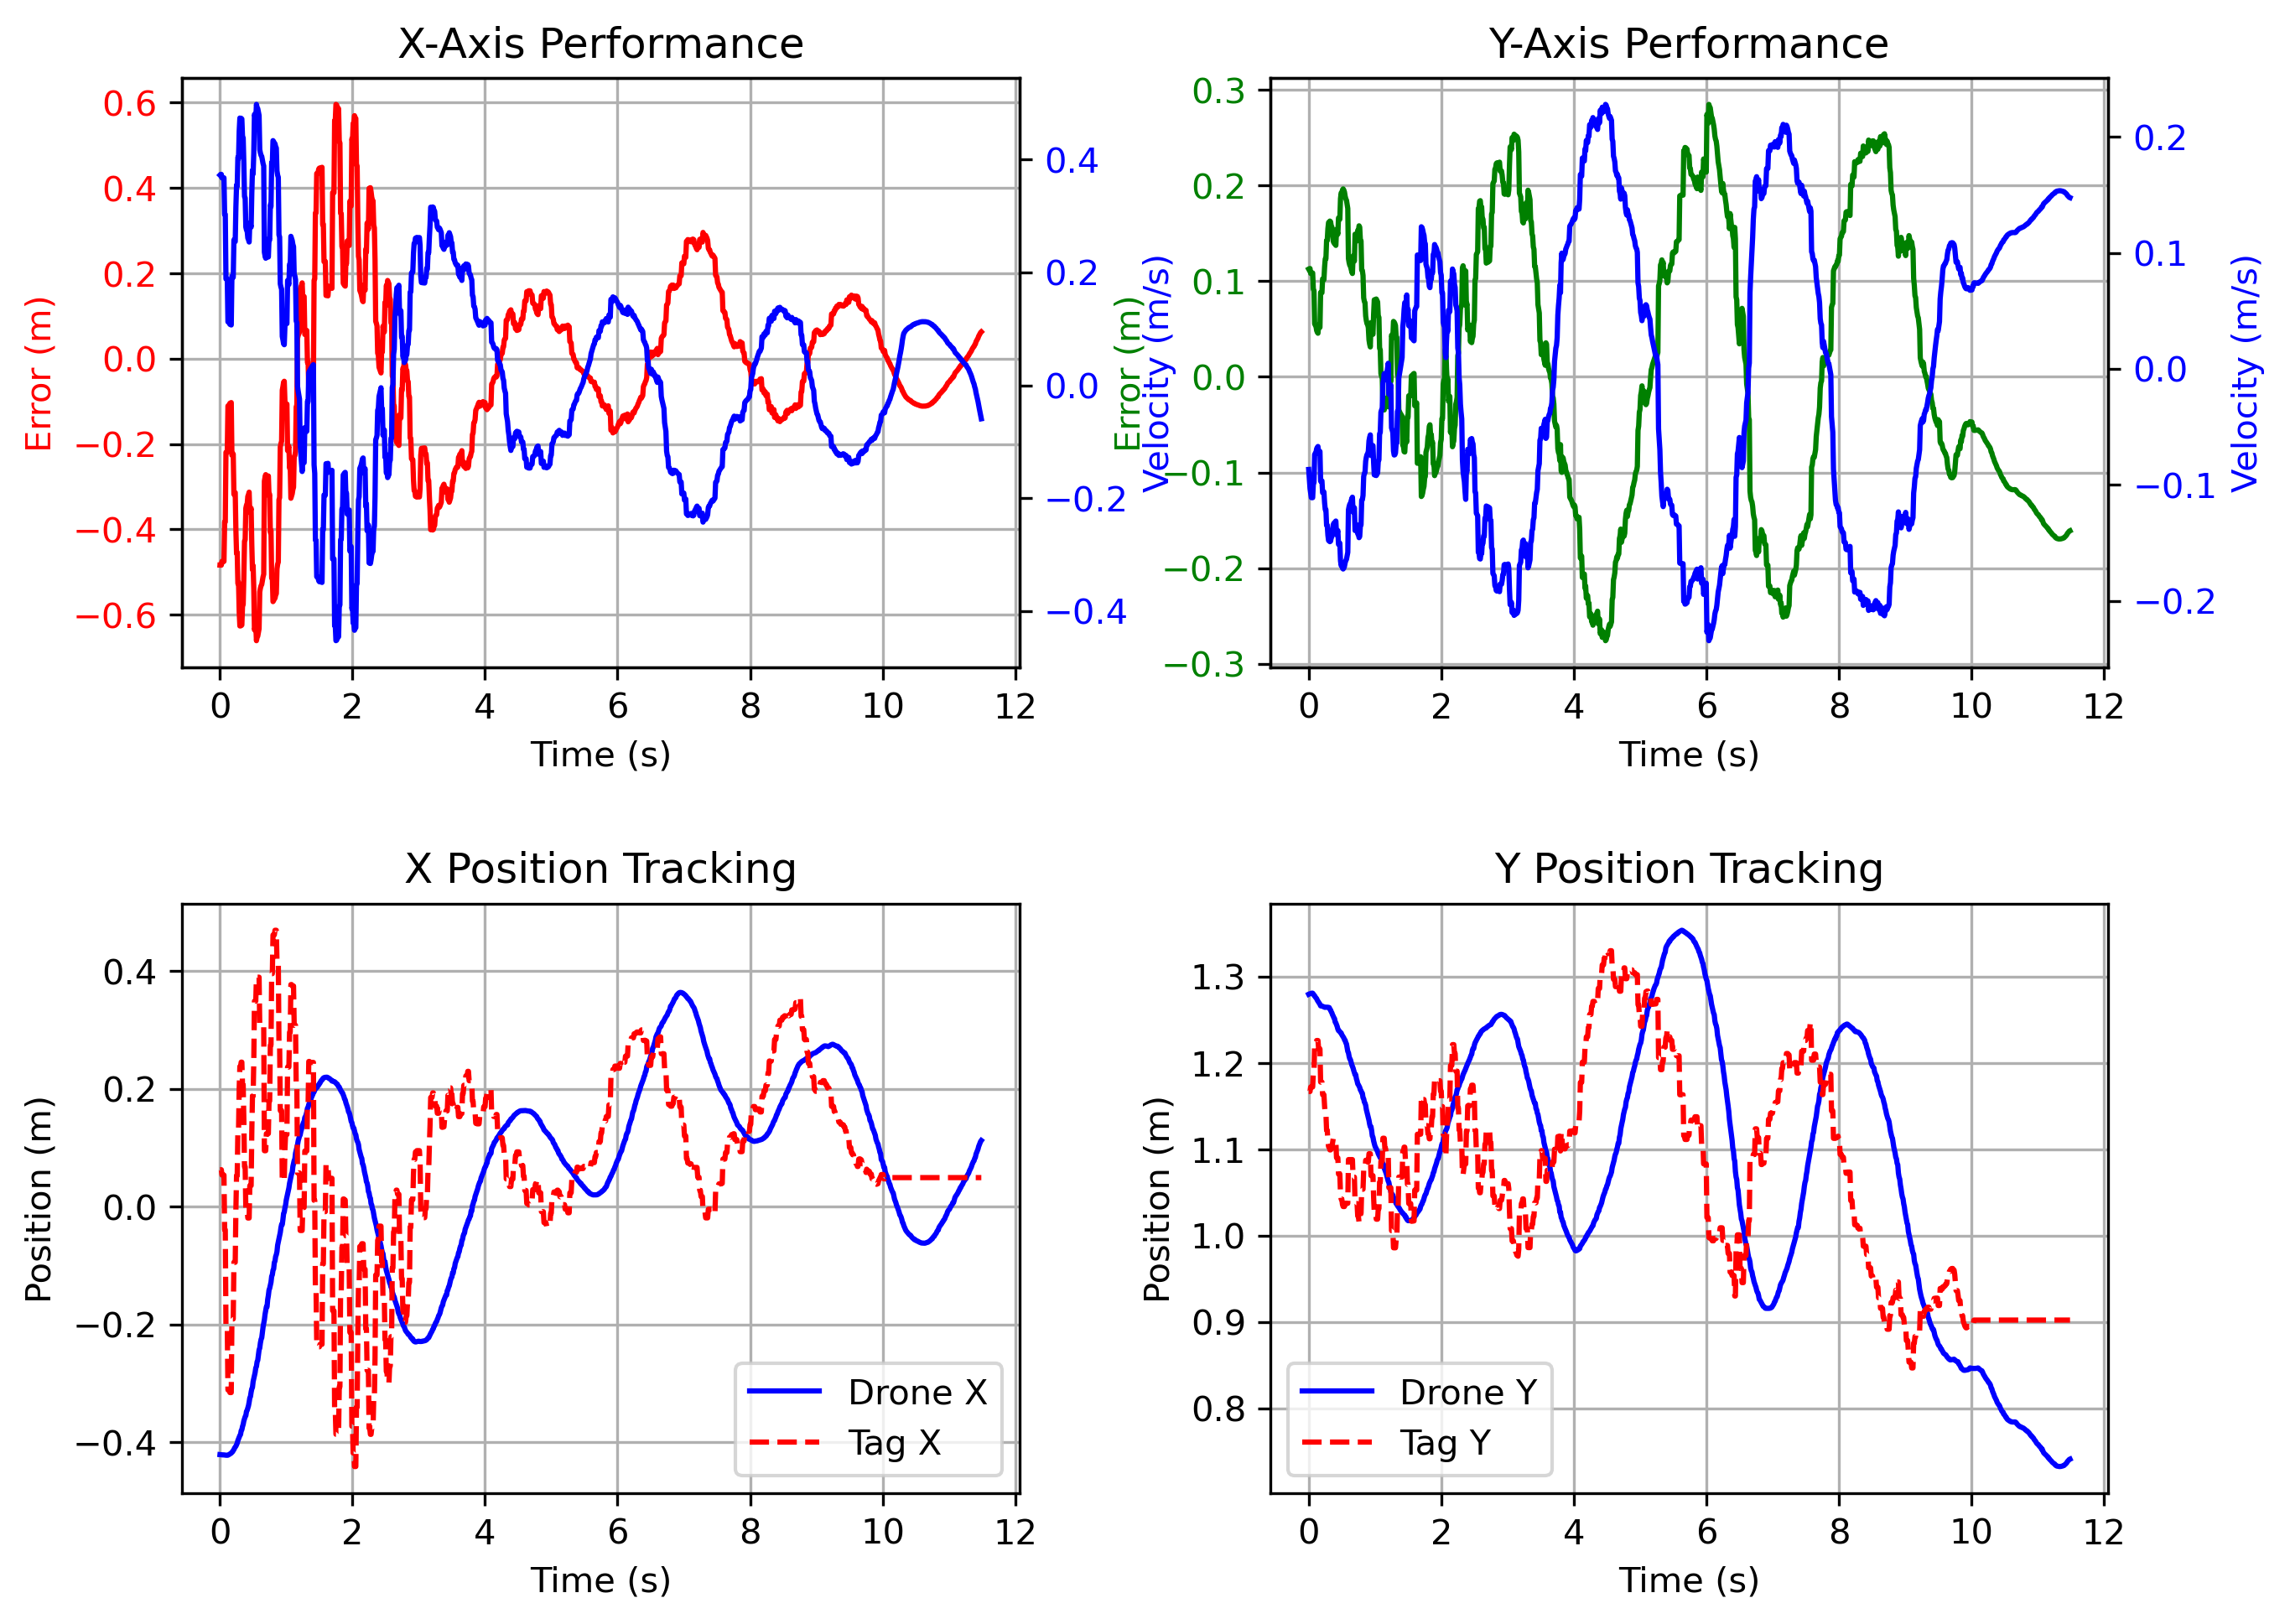 X-Axis Performance
Y-Axis Performance
0.6
0.4
0.2
0.0
−0.2
−0.4
−0.6
Error (m)
0.4
0.2
0.0
−0.2
−0.4
Velocity (m/s)
0 2 4 6 8 10 12
Time (s)
0.3
0.2
0.1
0.0
−0.1
−0.2
−0.3
Error (m)
0.2
0.1
0.0
−0.1
−0.2
Velocity (m/s)
0 2 4 6 8 10 12
Time (s)
X Position Tracking
0.4
0.2
0.0
−0.2
−0.4
Position (m)
Drone X
Tag X
0 2 4 6 8 10 12
Time (s)
Y Position Tracking
1.3
1.2
1.1
1.0
0.9
0.8
Position (m)
Drone Y
Tag Y
0 2 4 6 8 10 12
Time (s)